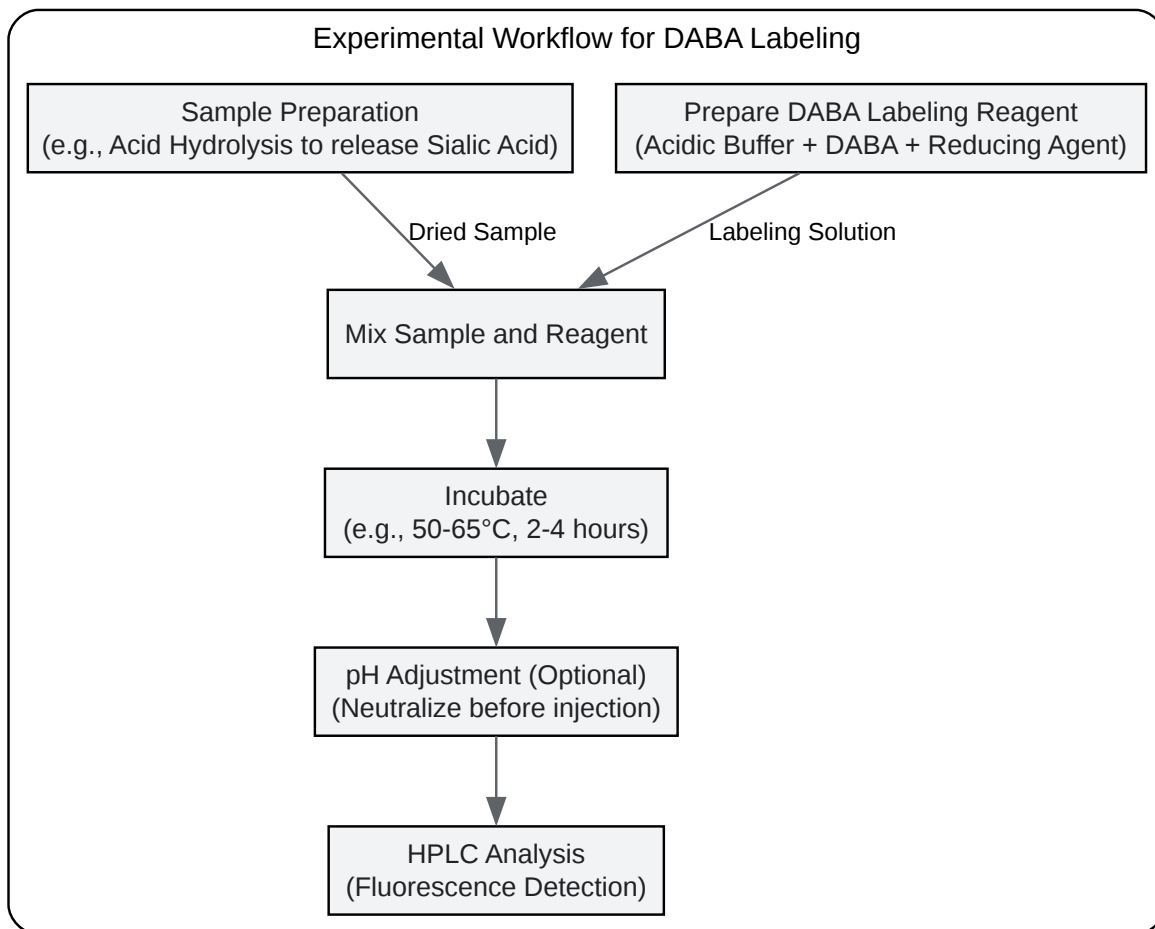 Experimental Workflow for DABA Labeling
Sample Preparation
(e.g., Acid Hydrolysis to release Sialic Acid)
Prepare DABA Labeling Reagent
(Acidic Buffer + DABA + Reducing Agent)
Dried Sample
Labeling Solution
Mix Sample and Reagent
Incubate
(e.g., 50-65°C, 2-4 hours)
pH Adjustment (Optional)
(Neutralize before injection)
HPLC Analysis
(Fluorescence Detection)